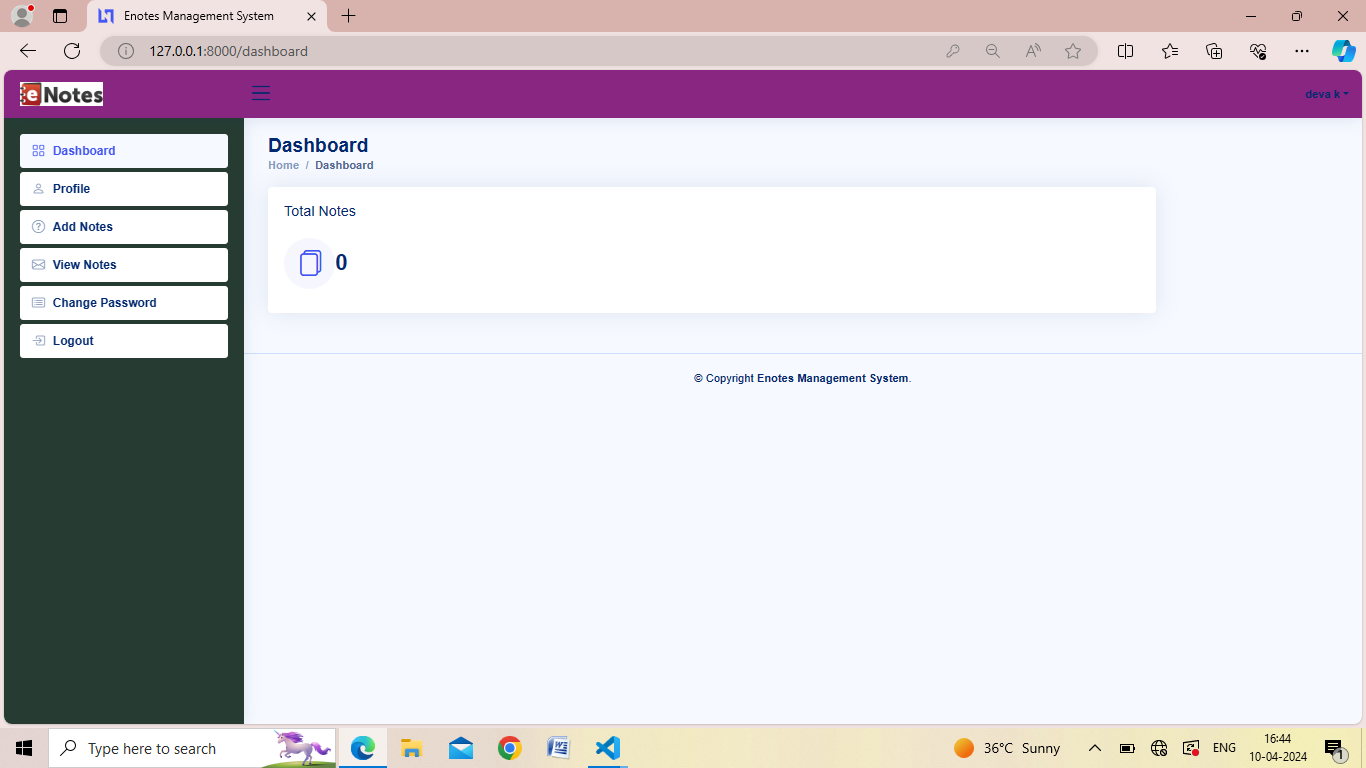 Enotes Management System
127.0.0.1:8000/dashboard
eNotes
deva k
Dashboard
Profile
Add Notes
View Notes
Change Password
Logout
Dashboard
Home / Dashboard
Total Notes
0
© Copyright Enotes Management System.
Type here to search
36°C Sunny
ENG
16:44
10-04-2024
1